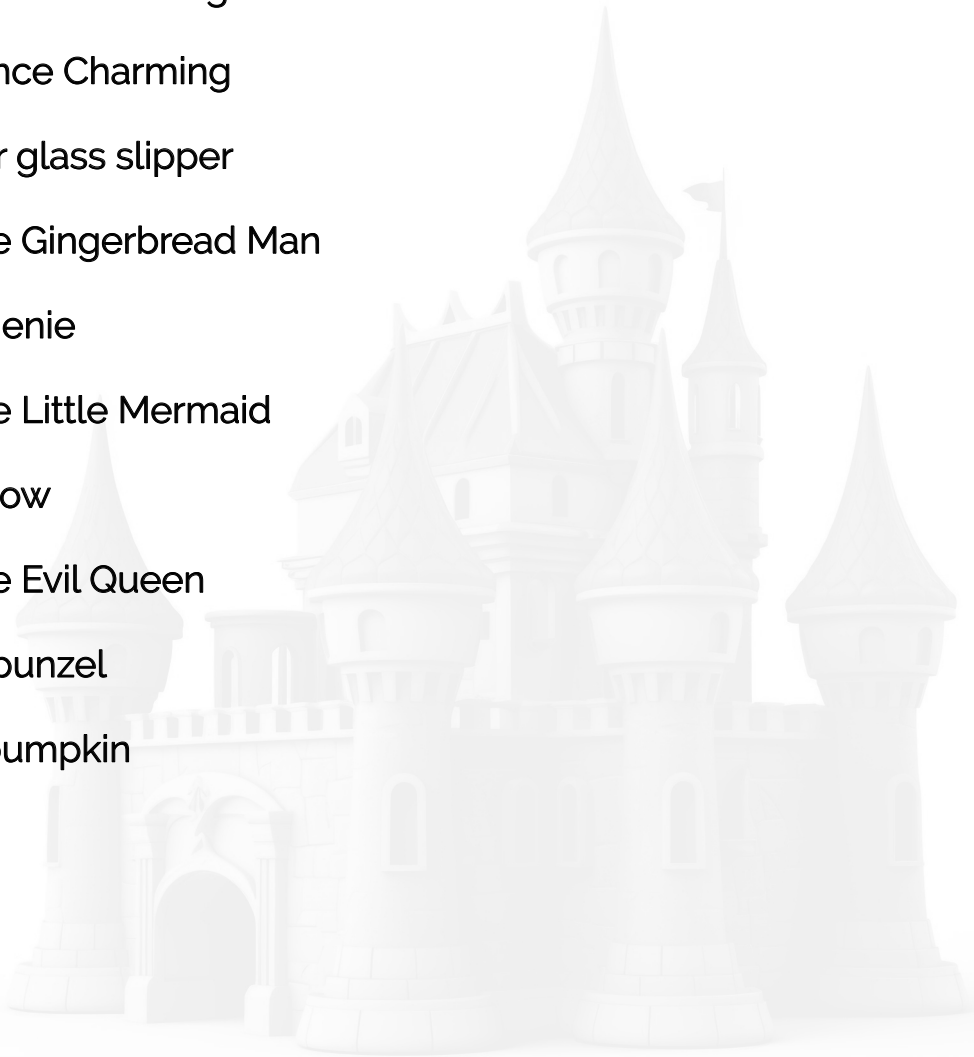 nce Charming
r glass slipper
e Gingerbread Man
enie
e Little Mermaid
ow
e Evil Queen
punzel
pumpkin